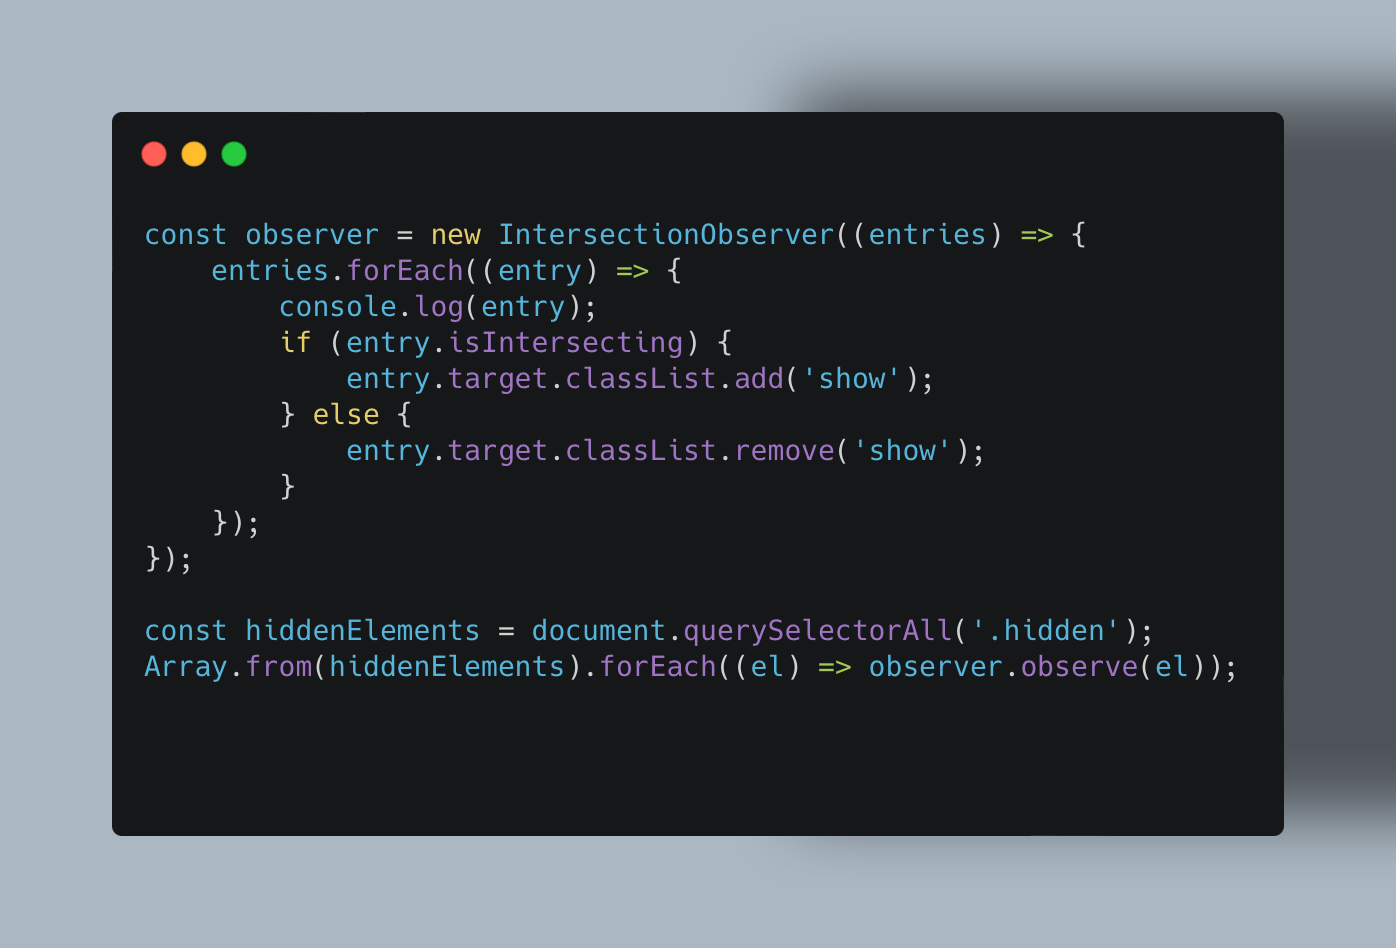 const observer = new IntersectionObserver((entries) => {
    entries.forEach((entry) => {
        console.log(entry);
        if (entry.isIntersecting) {
            entry.target.classList.add('show');
        } else {
            entry.target.classList.remove('show');
        }
    });
});

const hiddenElements = document.querySelectorAll('.hidden');
Array.from(hiddenElements).forEach((el) => observer.observe(el));